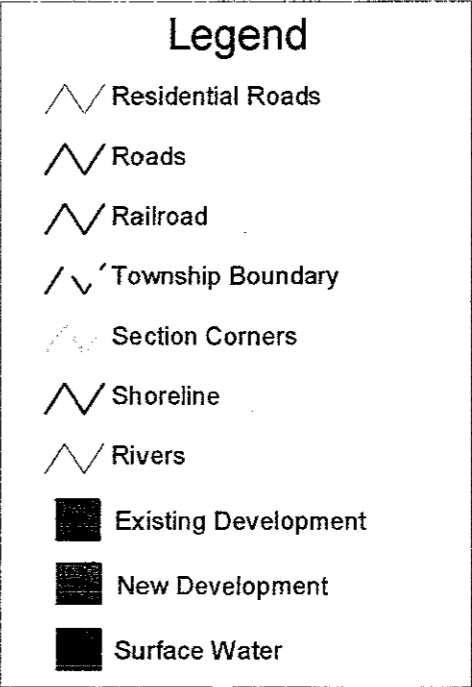 Legend
Residential Roads
Roads
Railroad
Township Boundary
Section Corners
Shoreline
Rivers
Existing Development
New Development
Surface Water